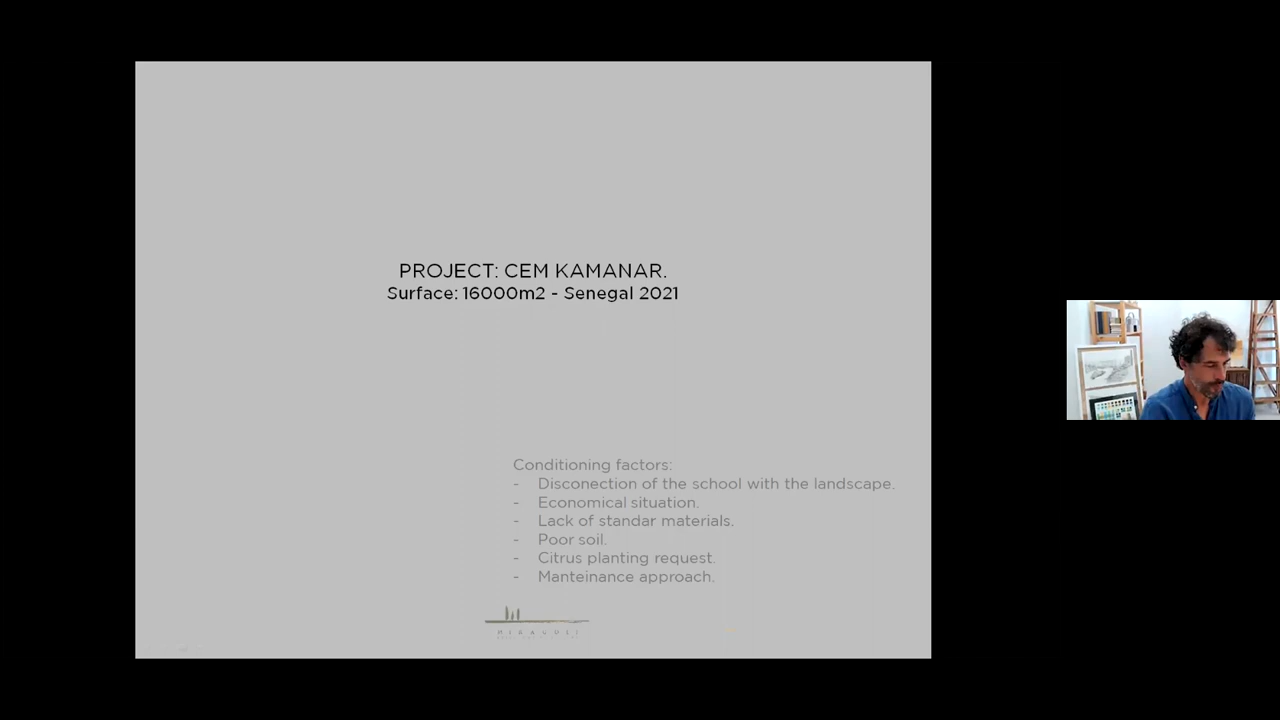 PROJECT: CEM KAMANAR.
Surface: 16000m2 - Senegal 2021
Conditioning factors:
- Disconection of the school with the landscape.
- Economical situation.
- Lack of standar materials.
- Poor soil.
- Citrus planting request.
- Manteinance approach.